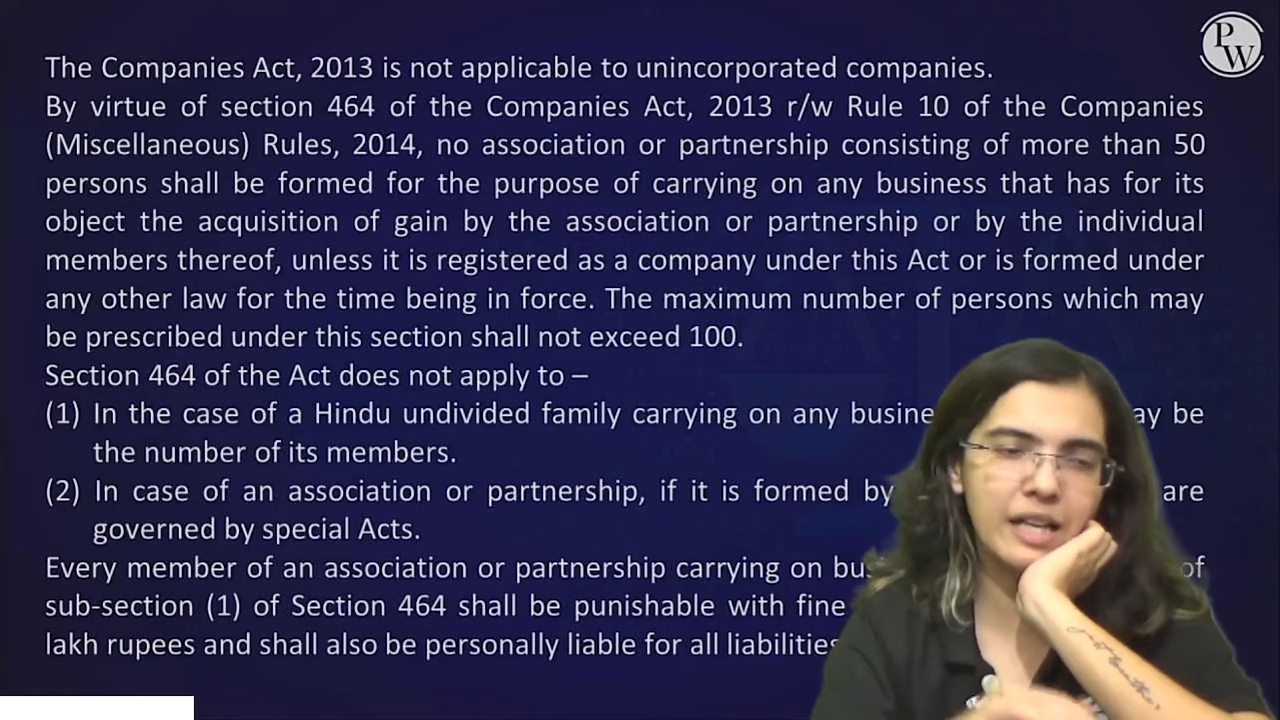 The Companies Act, 2013 is not applicable to unincorporated companies.
By virtue of section 464 of the Companies Act, 2013 r/w Rule 10 of the Companies
(Miscellaneous) Rules, 2014, no association or partnership consisting of more than 50
persons shall be formed for the purpose of carrying on any business that has for its
object the acquisition of gain by the association or partnership or by the individual
members thereof, unless it is registered as a company under this Act or is formed under
any other law for the time being in force. The maximum number of persons which may
be prescribed under this section shall not exceed 100.
Section 464 of the Act does not apply to –
(1) In the case of a Hindu undivided family carrying on any be
the number of its members.
(2) In case of an association or partnership, if it is formed by are
governed by special Acts.
Every member of an association or partnership carrying on of
sub-section (1) of Section 464 shall be punishable with fine
lakh rupees and shall also be personally liable for all liabilities
PW